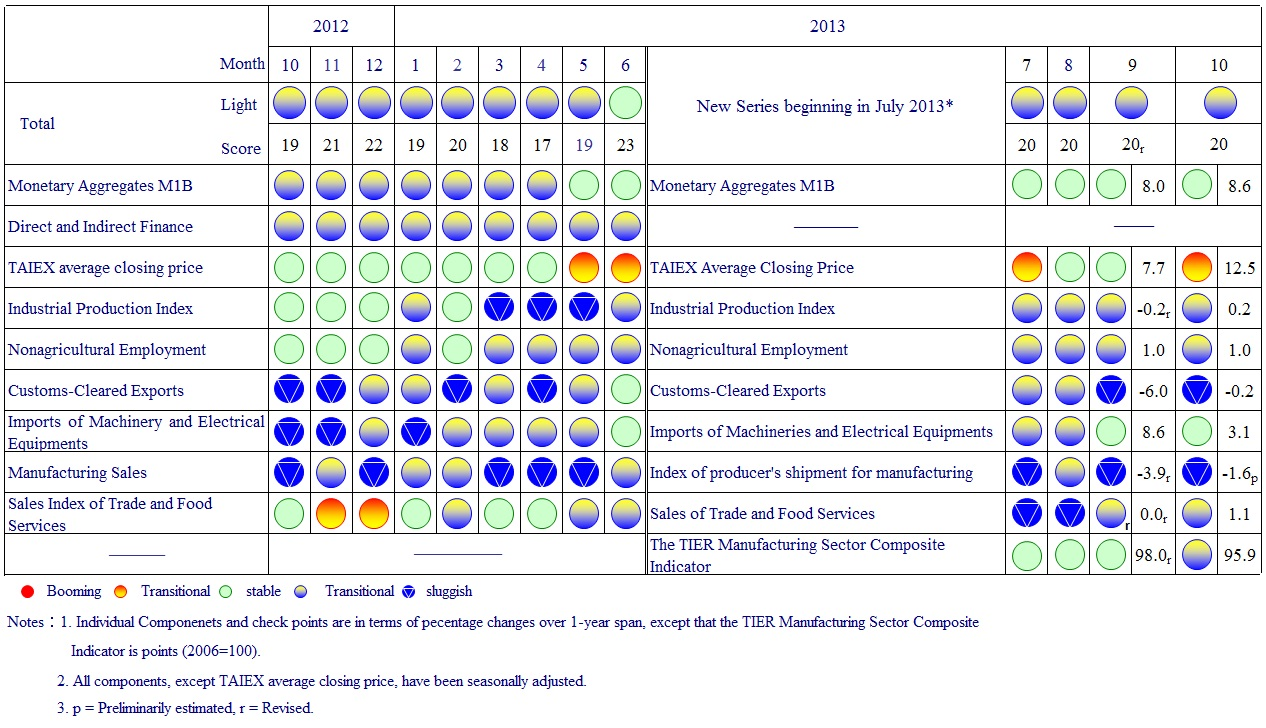 2012 2013
Month 10 11 12 1 2 3 4 5 6 New Series beginning in July 2013* 7 8 9 10
Total Light
Score 19 21 22 19 20 18 17 19 23 20 20 20r 20
Monetary Aggregates M1B Monetary Aggregates M1B 8.0 8.6
Direct and Indirect Finance
TAIEX average closing price TAIEX Average Closing Price 7.7 12.5
Industrial Production Index Industrial Production Index -0.2r 0.2
Nonagricultural Employment Nonagricultural Employment 1.0 1.0
Customs-Cleared Exports Customs-Cleared Exports -6.0 -0.2
Imports of Machinery and Electrical
Equipments Imports of Machineries and Electrical Equipments 8.6 3.1
Manufacturing Sales Index of producer's shipment for manufacturing -3.9r -1.6p
Sales Index of Trade and Food
Services Sales of Trade and Food Services r 0.0r 1.1
The TIER Manufacturing Sector Composite
Indicator 98.0r 95.9
Booming Transitional stable Transitional sluggish
Notes：1. Individual Componenets and check points are in terms of pecentage changes over 1-year span, except that the TIER Manufacturing Sector Composite
Indicator is points (2006=100).
2. All components, except TAIEX average closing price, have been seasonally adjusted.
3. p = Preliminarily estimated, r = Revised.